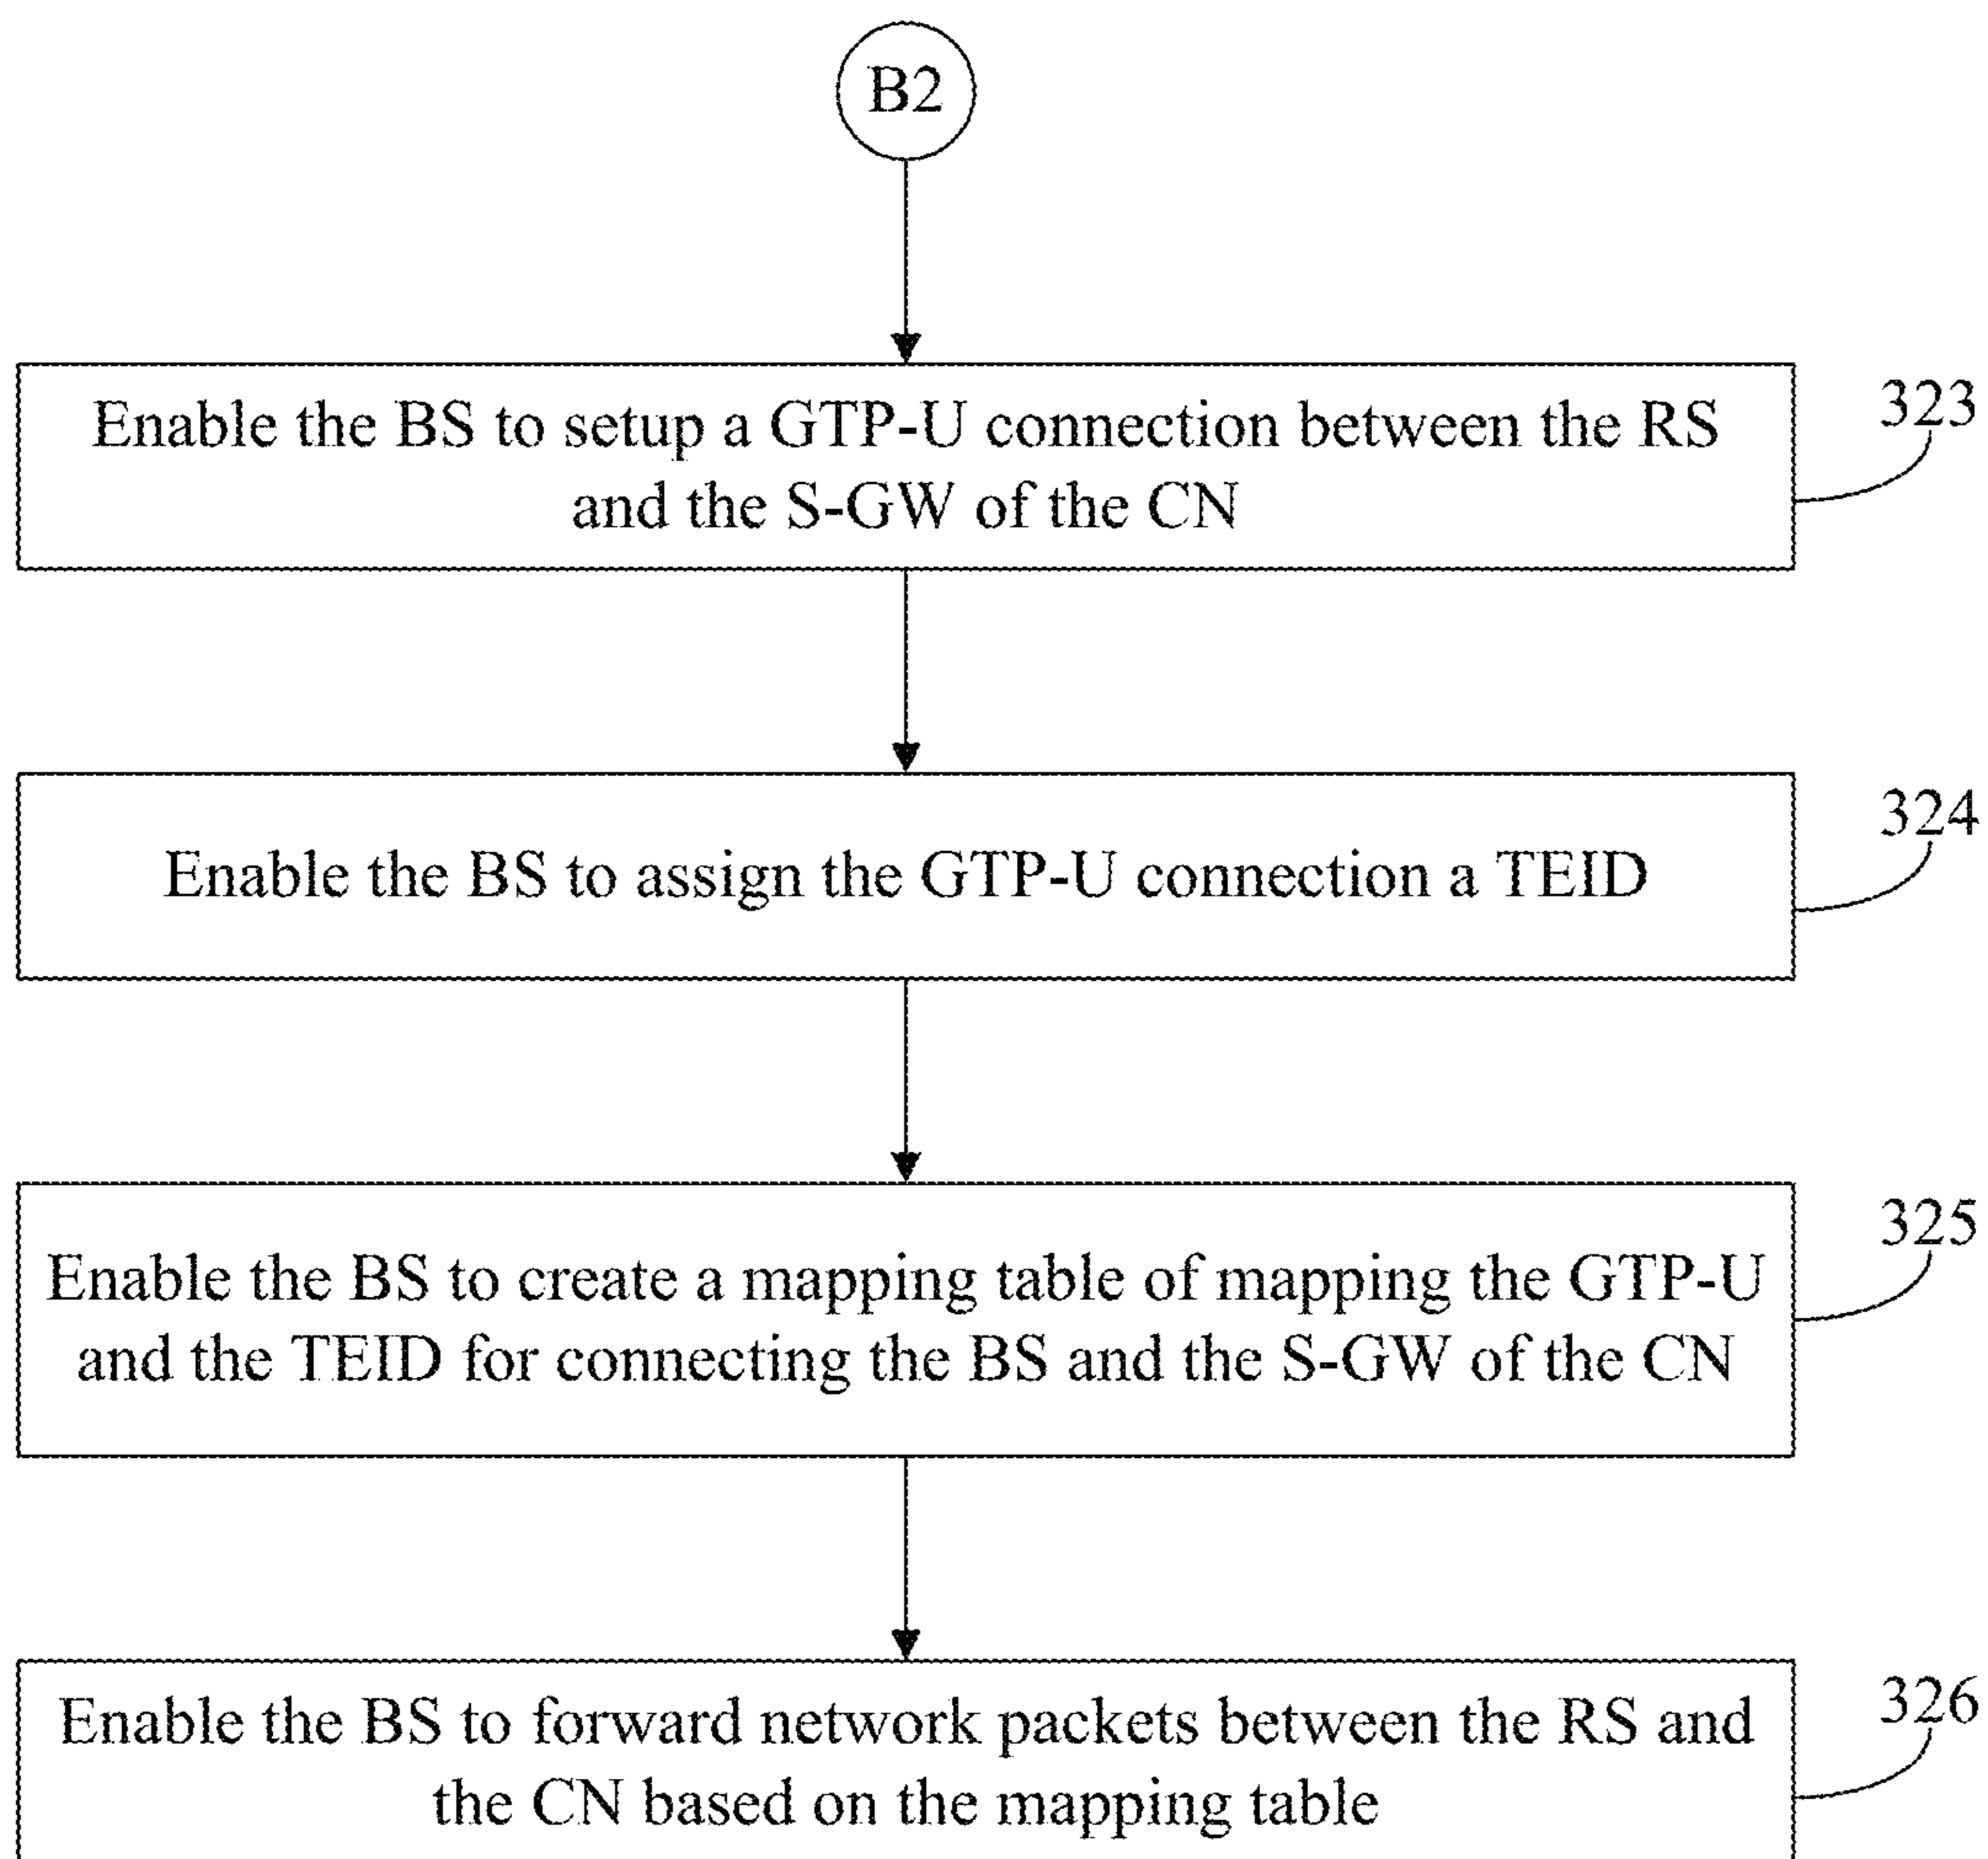 B2
Enable the BS to setup a GTP-U connection between the RS
and the S-GW of the CN
323
Enable the BS to assign the GTP-U connection a TEID
324
Enable the BS to create a mapping table of mapping the GTP-U
and the TEID for connecting the BS and the S-GW of the CN
325
Enable the BS to forward network packets between the RS and
the CN based on the mapping table
326